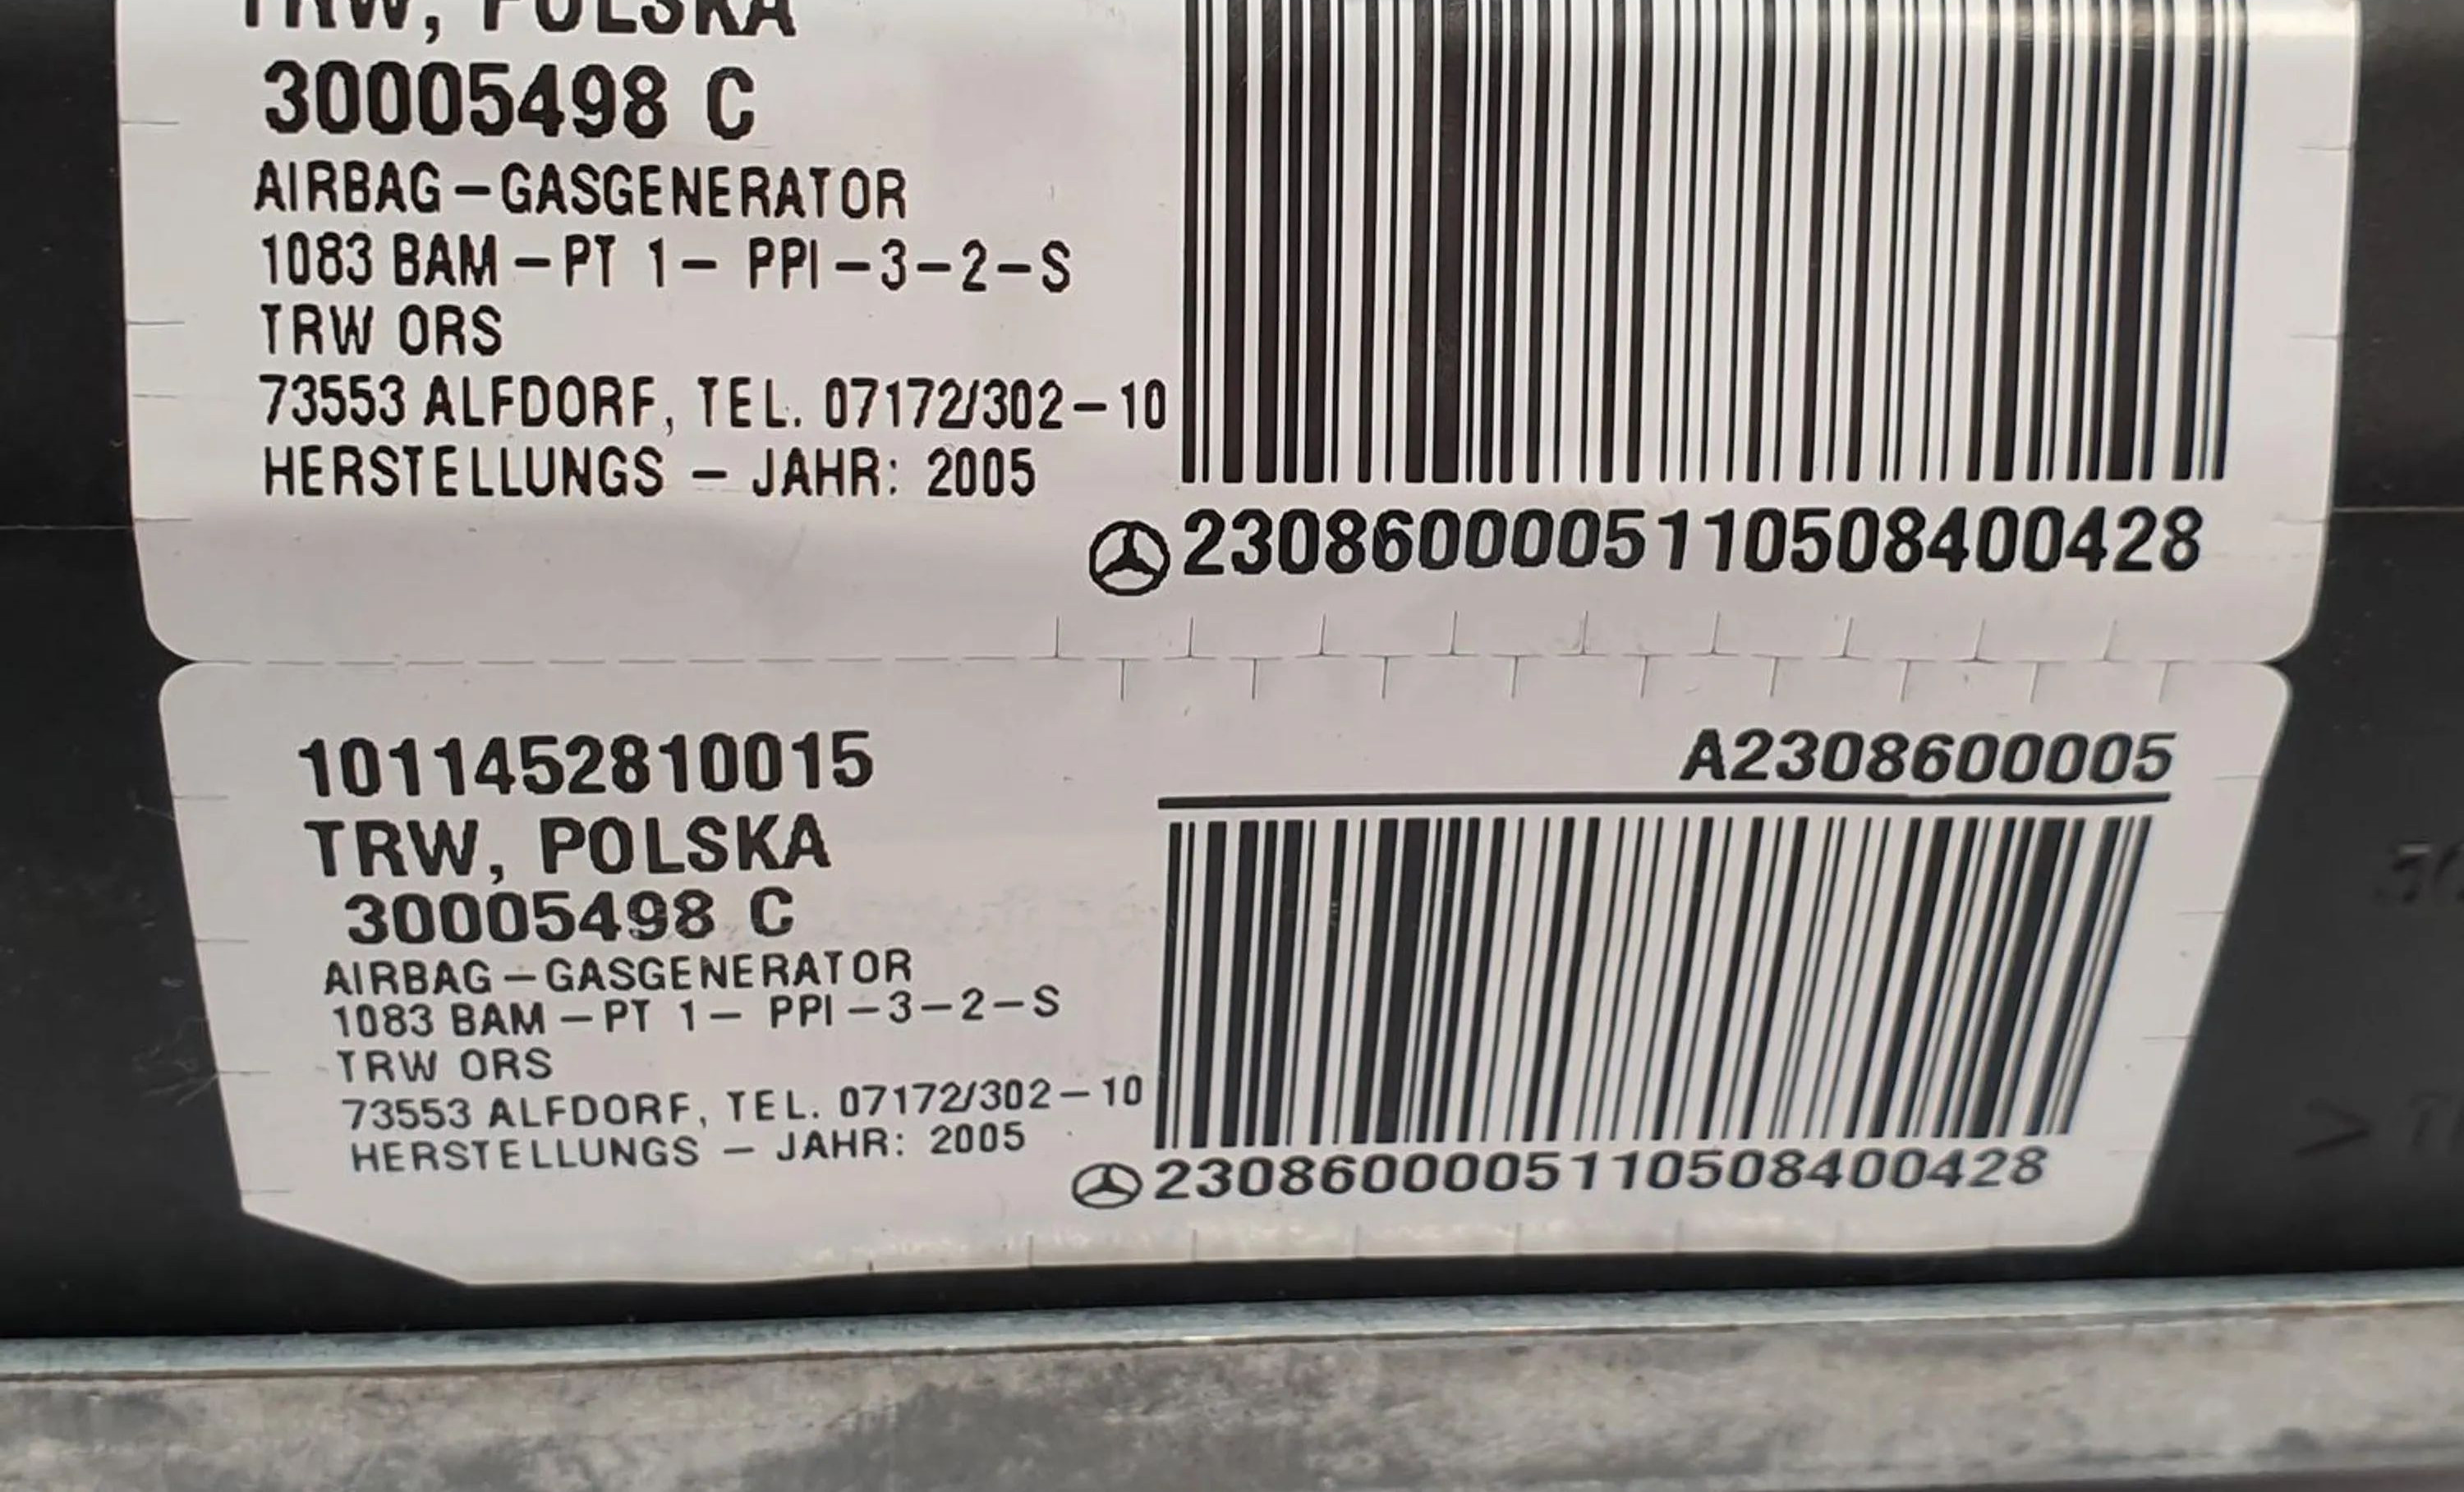 TRW, POLSKA
30005498 C
AIRBAG-GASGENERATOR
1083 BAM-PT 1- PPI-3-2-S
TRW ORS
73553 ALFDORF, TEL. 07172/302-10
HERSTELLUNGS - JAHR: 2005
2308600005110508400428
1011452810015
TRW, POLSKA
30005498 C
AIRBAG-GASGENERATOR
1083 BAM-PT 1- PPI-3-2-S
TRW ORS
73553 ALFDORF, TEL. 07172/302-10
HERSTELLUNGS - JAHR: 2005
A2308600005
2308600005110508400428